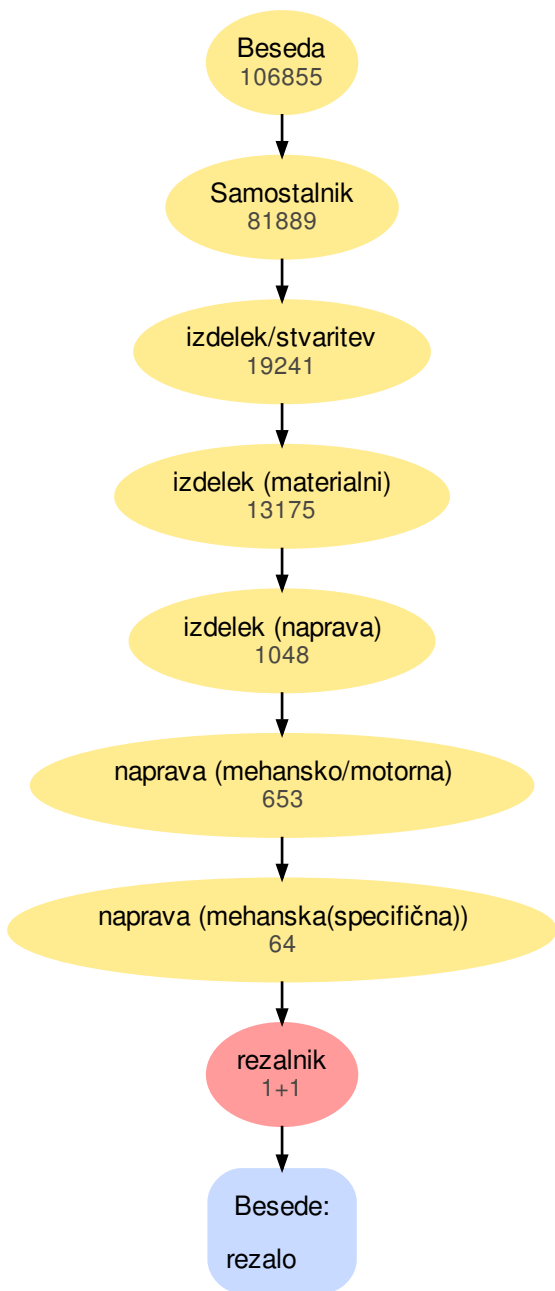 Beseda
106855
Samostalnik
81889
izdelek/stvaritev
19241
izdelek (materialni)
13175
izdelek (naprava)
1048
naprava (mehansko/motorna)
653
naprava (mehanska(specifična))
64
rezalnik
1+1
Besede:
rezalo